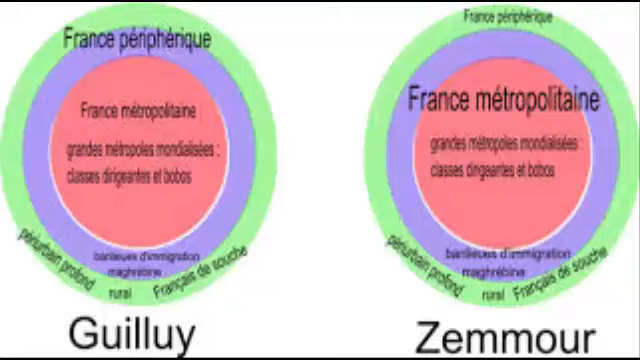 France périphérique
France métropolitaine
grandes métropoles mondialisées :
classes dirigeantes et bobos
banlieues d'immigration
maghrébine
périurbain profond
rural
Français de souche
Guilluy
France périphérique
France métropolitaine
grandes métropoles mondialisées :
classes dirigeantes et bobos
banlieues d'immigration
maghrébine
périurbain profond
rural
Français de souche
Zemmour